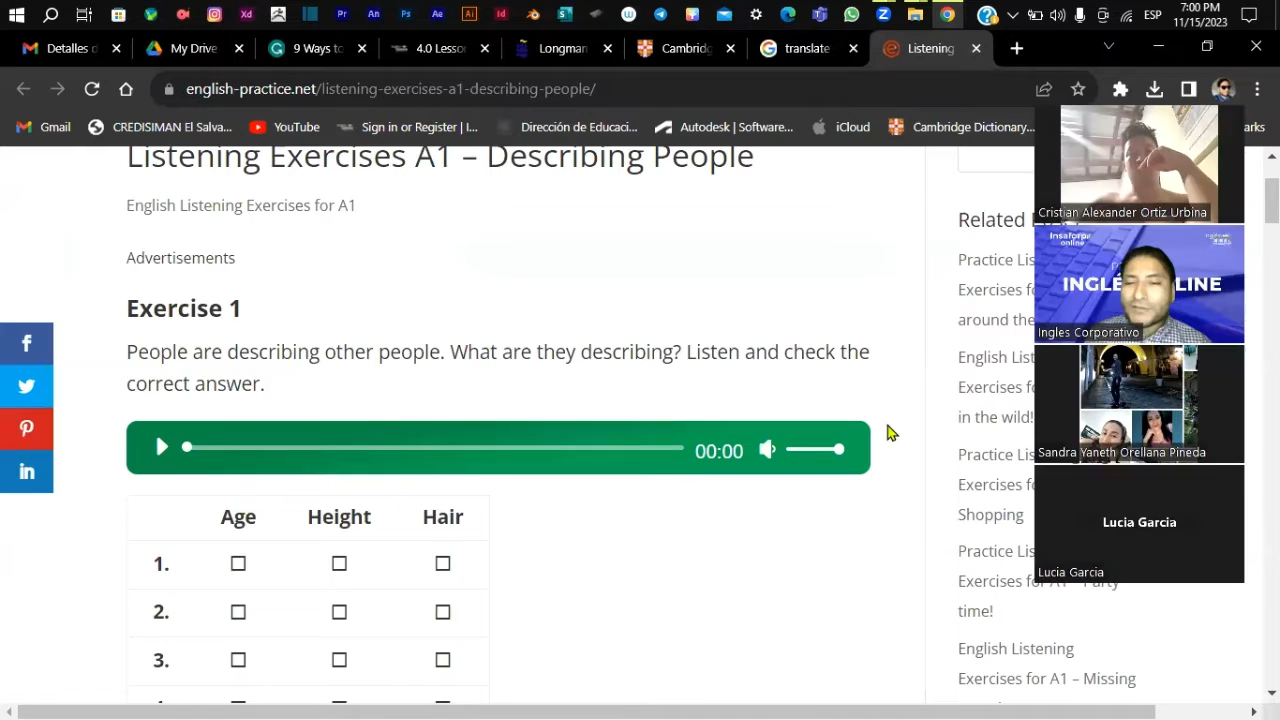 ESP
7:00 PM
11/15/2023
Detalles d
My Drive
9 Ways to
4.0 Lesso
Longman
Cambridg
translate
Listening
english-practice.net/listening-exercises-a1-describing-people/
Gmail
CREDISIMAN El Salva...
YouTube
Sign in or Register | I...
Dirección de Educaci...
Autodesk | Software...
iCloud
Cambridge Dictionary...
arks
Listening Exercises A1 – Describing People
English Listening Exercises for A1
Advertisements
Exercise 1
People are describing other people. What are they describing? Listen and check the
correct answer.
00:00
Age Height Hair
1.
2.
3.
Related
Practice Lis
Exercises fo
around the
English List
Exercises fo
in the wild!
Practice Lis
Exercises fo
Shopping
Practice Lis
Exercises for A1 – Party
time!
English Listening
Exercises for A1 – Missing
Cristian Alexander Ortiz Urbina
Insaforp
online
INGLÉ
LINE
Ingles Corporativo
Sandra Yaneth Orellana Pineda
Lucia Garcia
Lucia Garcia